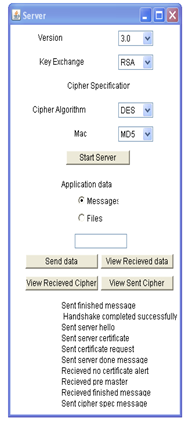 Server
Version 3.0
Key Exchange RSA
Cipher Specification
Cipher Algorithm DES
Mac MD5
Start Server
Application data
Messages
Files
Send data View Recieved data
View Recieved Cipher View Sent Cipher
Sent finished message
Handshake completed successfully
Sent server hello
Sent server certificate
Sent certificate request
Sent server done message
Recieved no certificate alert
Recieved pre master
Recieved finished message
Sent cipher spec message